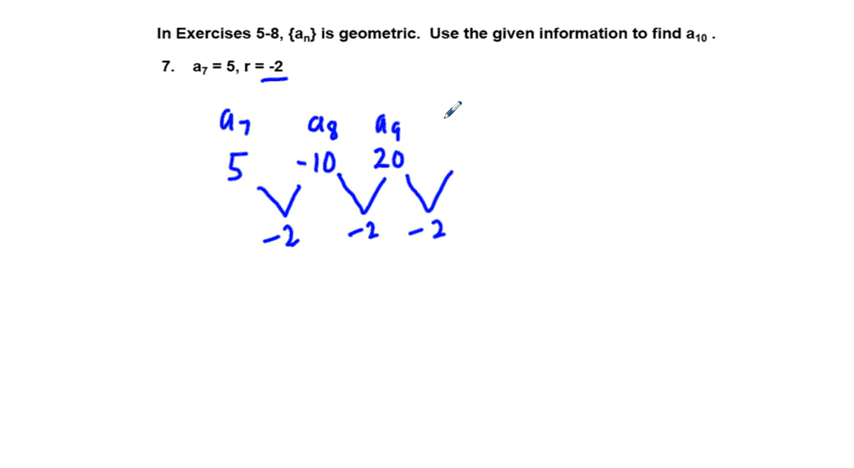 In Exercises 5-8, {aₙ} is geometric. Use the given information to find a₁₀ .
7. a₇ = 5, r = -2
a₇ a₈ a₉
5 -10 20
-2 -2 -2